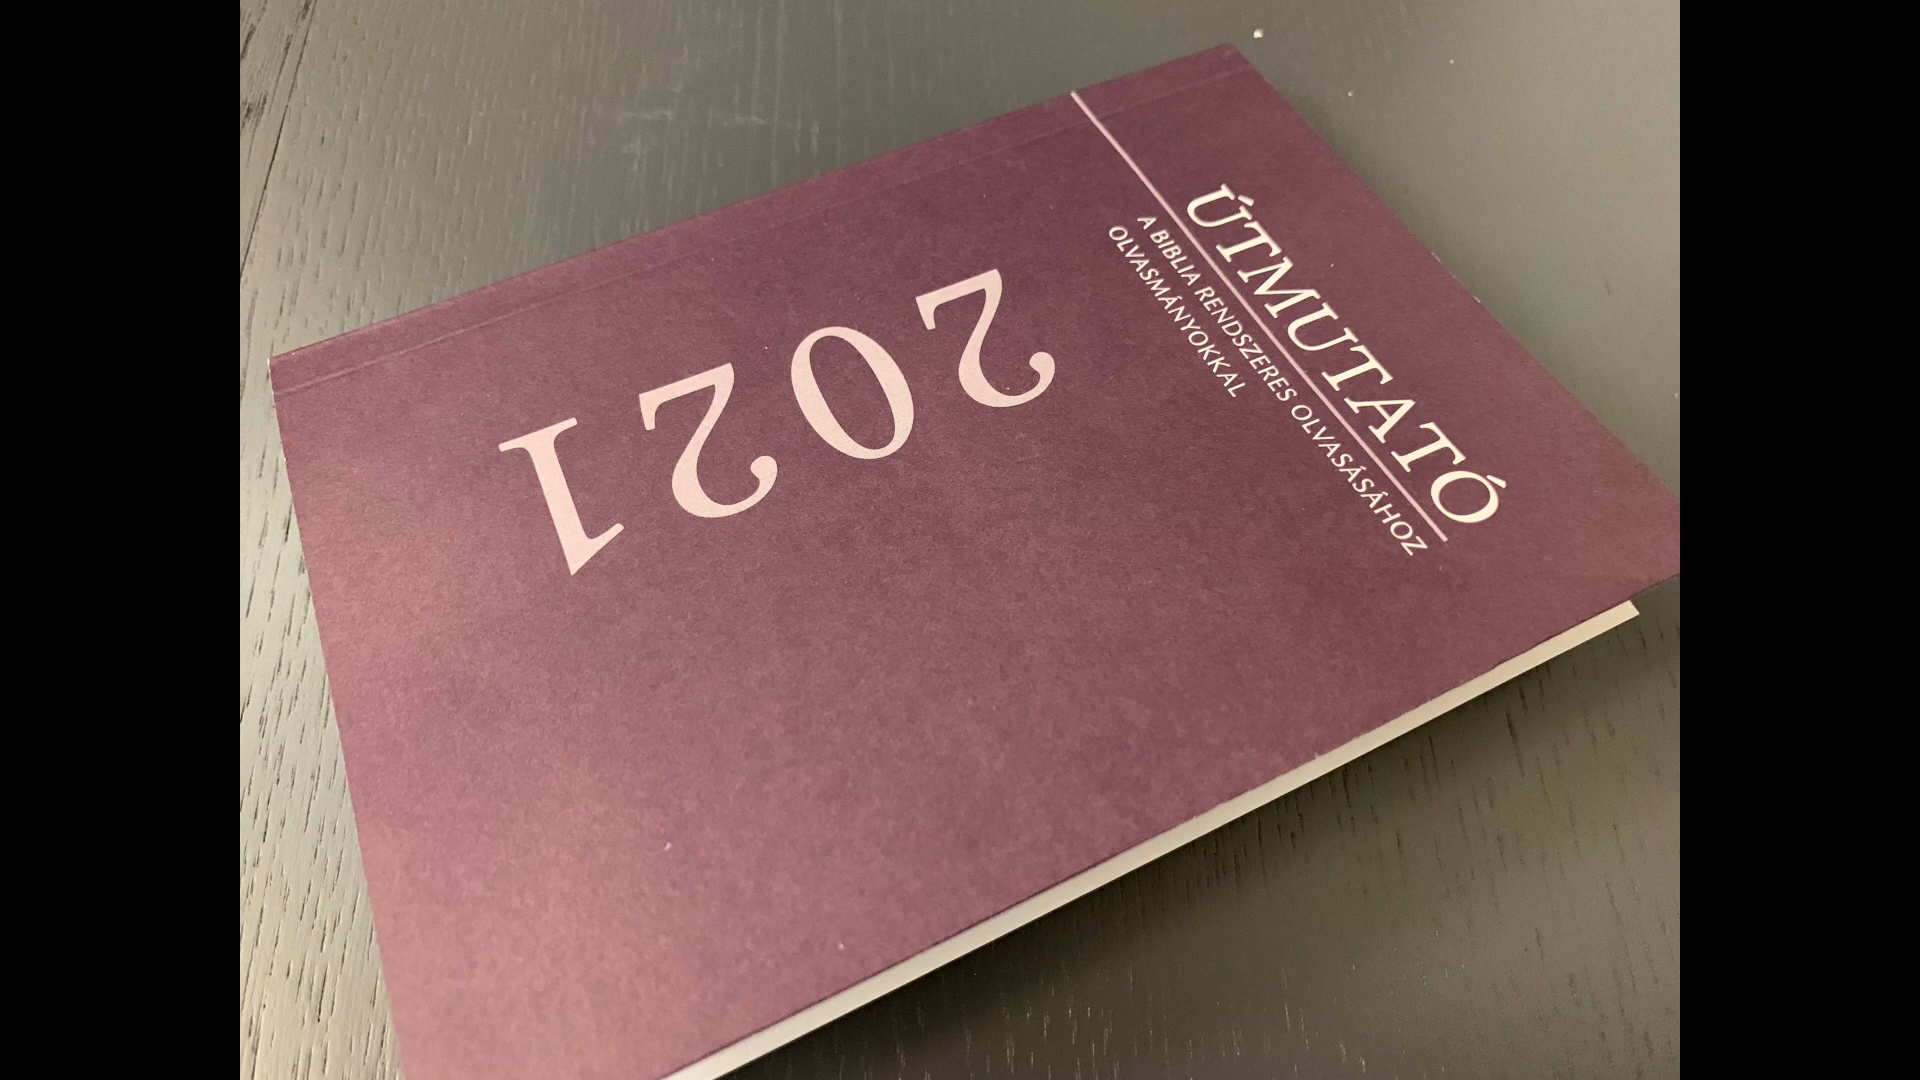 ÚTMUTATÓ
A BIBLIA RENDSZERES OLVASÁSÁHOZ
OLVASMÁNYOKKAL
2021